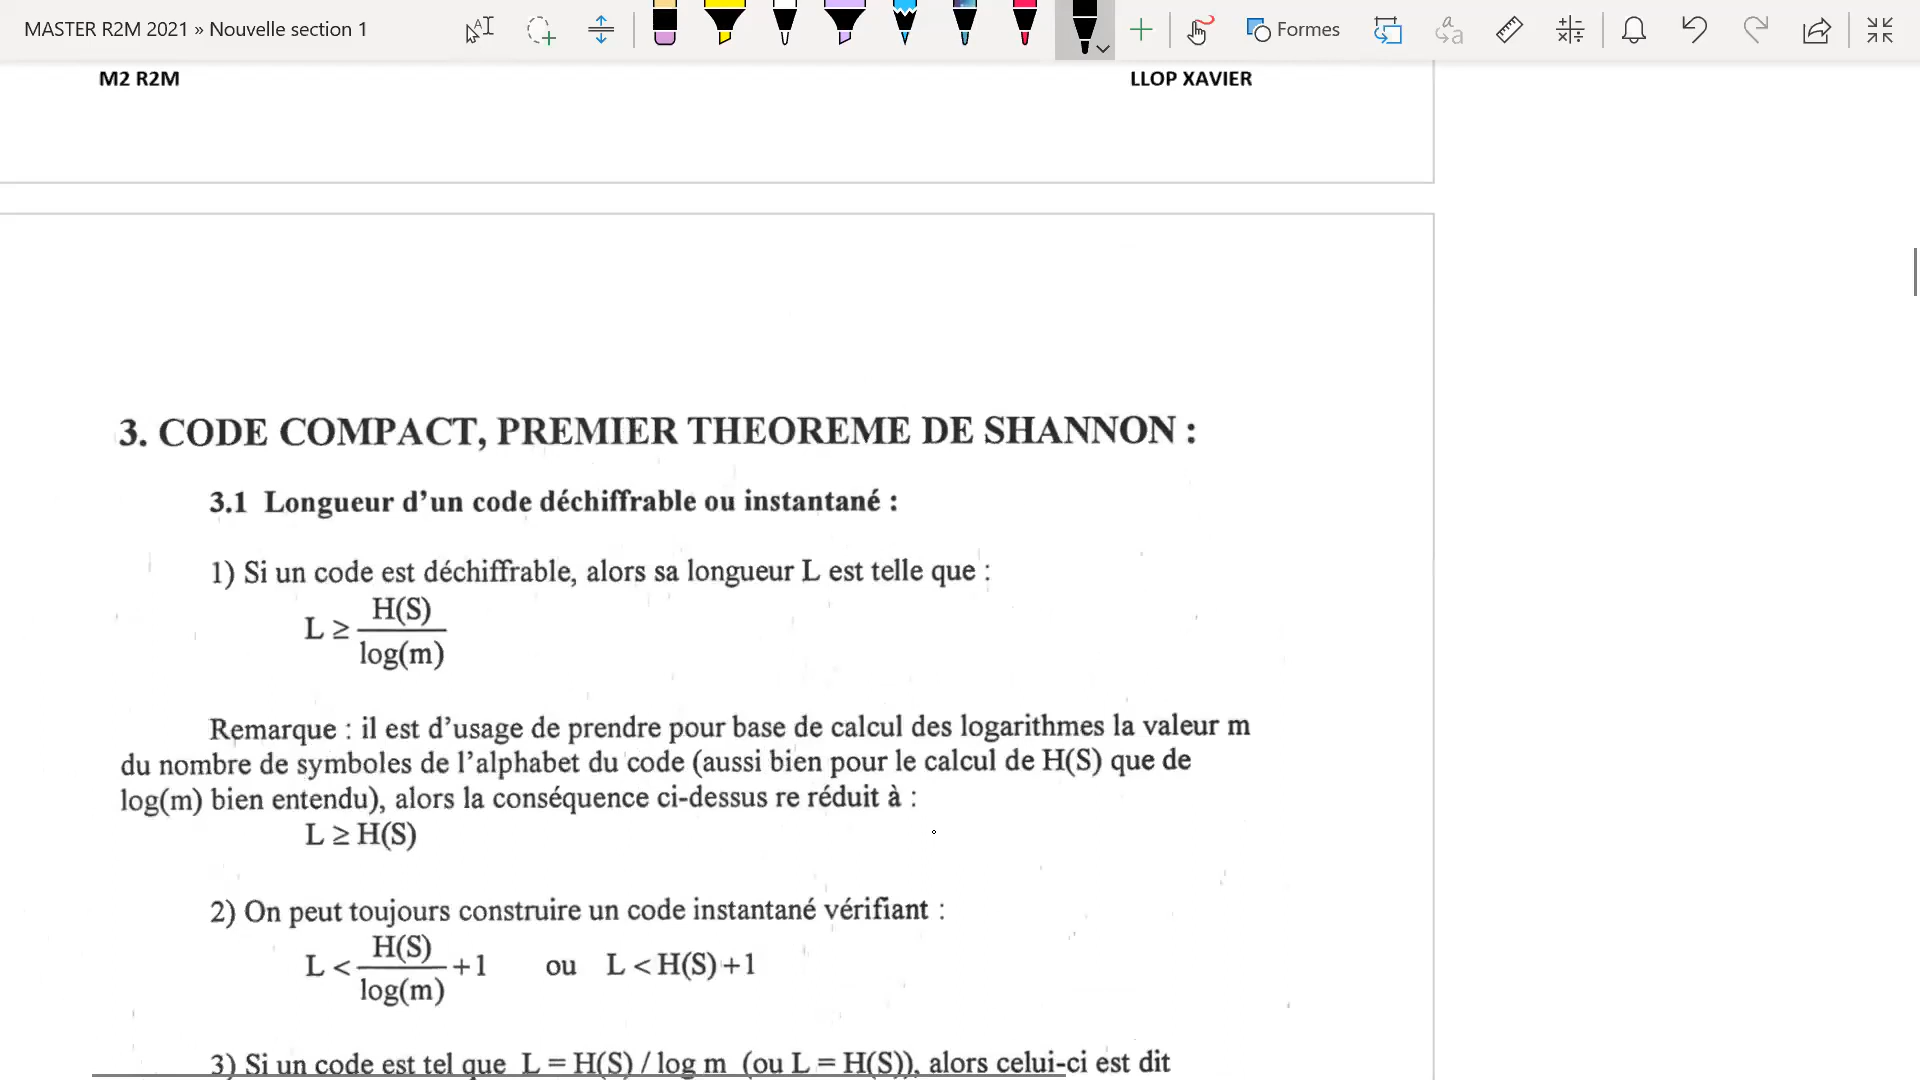 MASTER R2M 2021 » Nouvelle section 1
Formes
M2 R2M
LLOP XAVIER
3. CODE COMPACT, PREMIER THEOREME DE SHANNON :
3.1 Longueur d’un code déchiffrable ou instantané :
1) Si un code est déchiffrable, alors sa longueur L est telle que :
L ≥ H(S) / log(m)
Remarque : il est d’usage de prendre pour base de calcul des logarithmes la valeur m
du nombre de symboles de l’alphabet du code (aussi bien pour le calcul de H(S) que de
log(m) bien entendu), alors la conséquence ci-dessus re réduit à :
L ≥ H(S)
2) On peut toujours construire un code instantané vérifiant :
L < H(S) / log(m) +1 ou L < H(S)+1
3) Si un code est tel que L = H(S) / log m (ou L = H(S)), alors celui-ci est dit